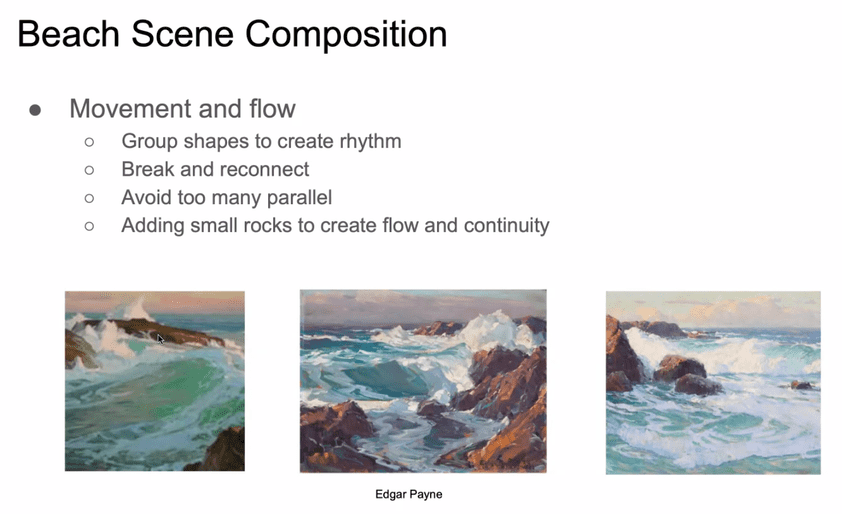 Beach Scene Composition
● Movement and flow
○ Group shapes to create rhythm
○ Break and reconnect
○ Avoid too many parallel
○ Adding small rocks to create flow and continuity
Edgar Payne